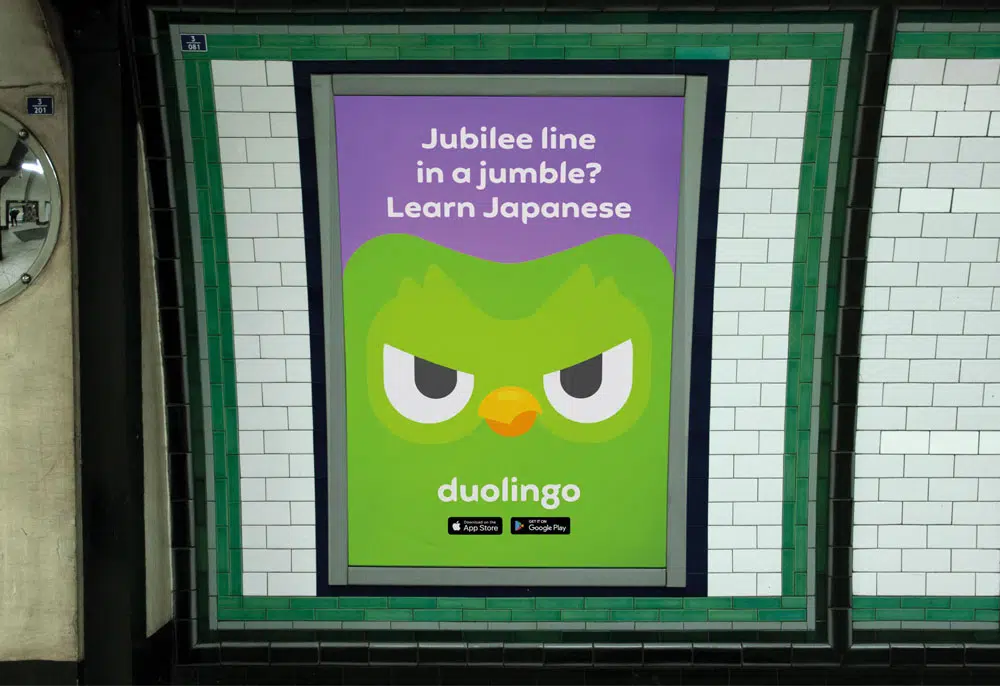 3
081
3
201
Jubilee line
in a jumble?
Learn Japanese
duolingo
Download on the
App Store
GET IT ON
Google Play